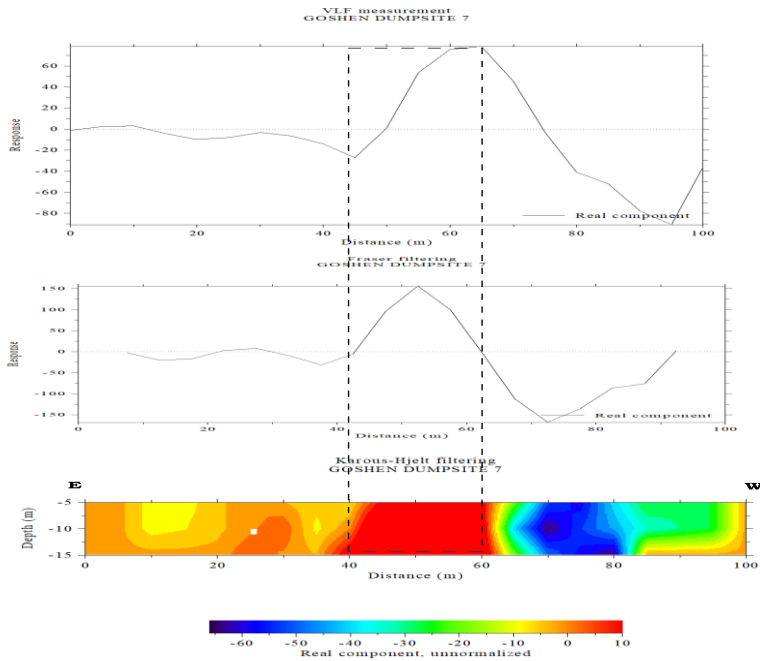 VLF measurement
GOSHEN DUMPSITE 7
60
40
20
0
-20
-40
-60
-80
Response
Real component
0 20 40 60 80 100
Distance (m)
Fraser filtering
GOSHEN DUMPSITE 7
150
100
50
0
-50
-100
-150
Response
Real component
0 20 40 60 80 100
Distance (m)
Karous-Hjelt filtering
GOSHEN DUMPSITE 7
E W
-5
-10
-15
Depth (m)
0 20 40 60 80 100
Distance (m)
-60 -50 -40 -30 -20 -10 0 10
Real component, unnormalized